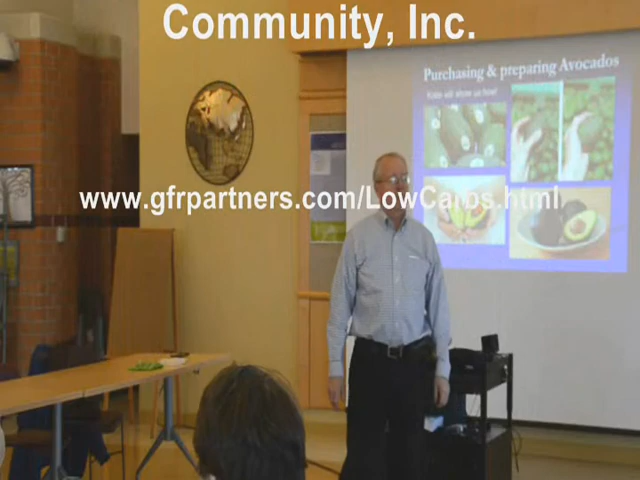 Community, Inc.
Purchasing & preparing Avocados
www.gfrpartners.com/LowCarbs.html